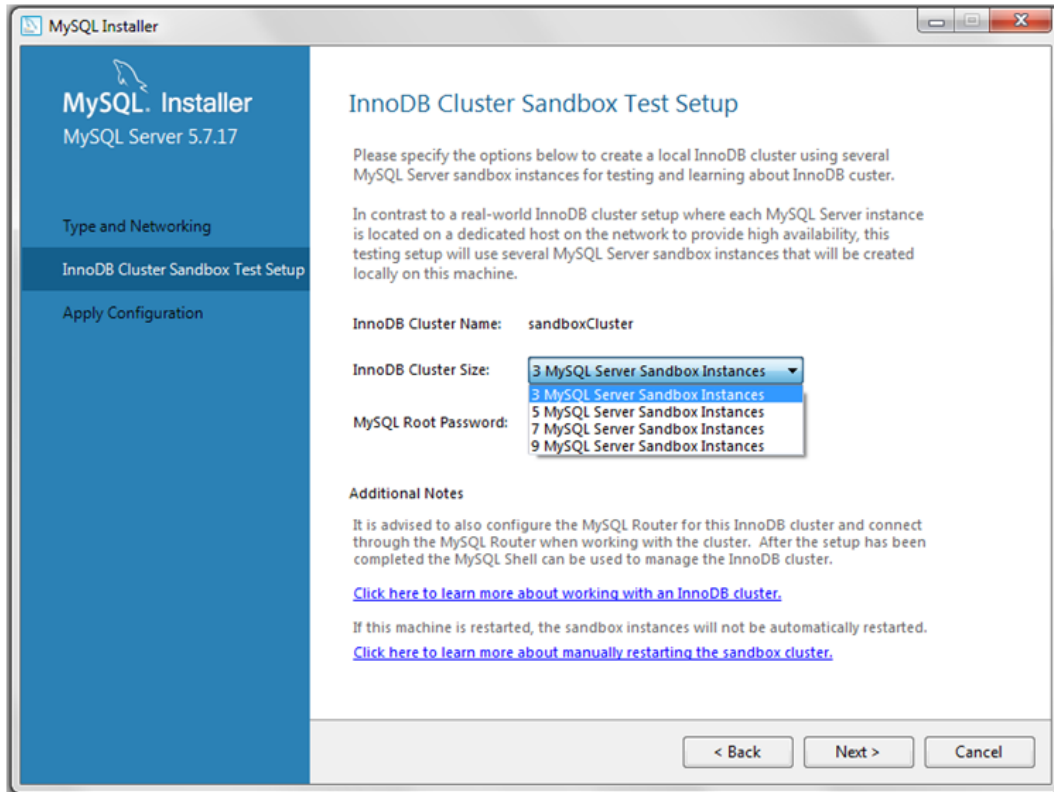 MySQL Installer
MySQL. Installer
MySQL Server 5.7.17
Type and Networking
InnoDB Cluster Sandbox Test Setup
Apply Configuration
InnoDB Cluster Sandbox Test Setup
Please specify the options below to create a local InnoDB cluster using several
MySQL Server sandbox instances for testing and learning about InnoDB custer.
In contrast to a real-world InnoDB cluster setup where each MySQL Server instance
is located on a dedicated host on the network to provide high availability, this
testing setup will use several MySQL Server sandbox instances that will be created
locally on this machine.
InnoDB Cluster Name: sandboxCluster
InnoDB Cluster Size: 3 MySQL Server Sandbox Instances
3 MySQL Server Sandbox Instances
5 MySQL Server Sandbox Instances
MySQL Root Password: 7 MySQL Server Sandbox Instances
9 MySQL Server Sandbox Instances
Additional Notes
It is advised to also configure the MySQL Router for this InnoDB cluster and connect
through the MySQL Router when working with the cluster. After the setup has been
completed the MySQL Shell can be used to manage the InnoDB cluster.
Click here to learn more about working with an InnoDB cluster.
If this machine is restarted, the sandbox instances will not be automatically restarted.
Click here to learn more about manually restarting the sandbox cluster.
< Back Next > Cancel